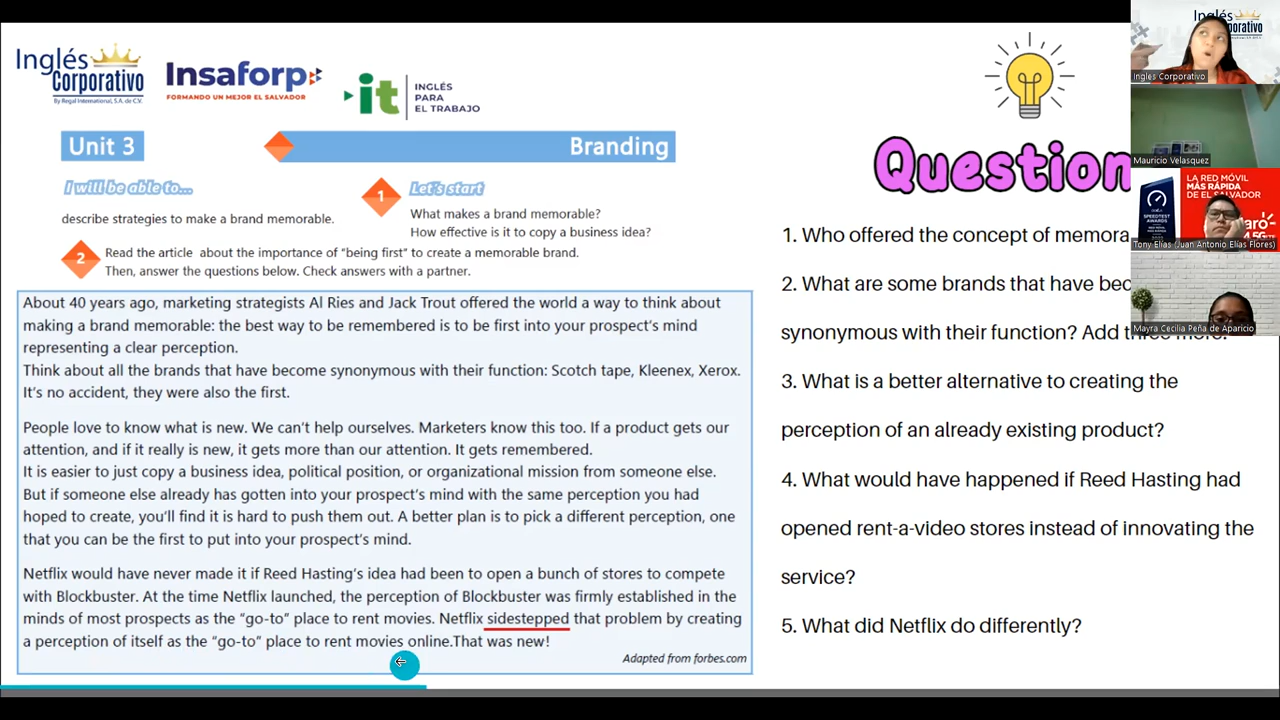 Inglés
Corporativo
By Regal International, S.A. de C.V.
Insaforp
FORMANDO UN MEJOR EL SALVADOR
it
INGLÉS
PARA
EL TRABAJO
Unit 3
Branding
I will be able to...
describe strategies to make a brand memorable.
1
Let's start
What makes a brand memorable?
How effective is it to copy a business idea?
2
Read the article about the importance of "being first" to create a memorable brand.
Then, answer the questions below. Check answers with a partner.
About 40 years ago, marketing strategists Al Ries and Jack Trout offered the world a way to think about
making a brand memorable: the best way to be remembered is to be first into your prospect's mind
representing a clear perception.
Think about all the brands that have become synonymous with their function: Scotch tape, Kleenex, Xerox.
It's no accident, they were also the first.
People love to know what is new. We can't help ourselves. Marketers know this too. If a product gets our
attention, and if it really is new, it gets more than our attention. It gets remembered.
It is easier to just copy a business idea, political position, or organizational mission from someone else.
But if someone else already has gotten into your prospect's mind with the same perception you had
hoped to create, you'll find it is hard to push them out. A better plan is to pick a different perception, one
that you can be the first to put into your prospect's mind.
Netflix would have never made it if Reed Hasting's idea had been to open a bunch of stores to compete
with Blockbuster. At the time Netflix launched, the perception of Blockbuster was firmly established in the
minds of most prospects as the "go-to" place to rent movies. Netflix sidestepped that problem by creating
a perception of itself as the "go-to" place to rent movies online.That was new!
Adapted from forbes.com
Question
1. Who offered the concept of memora
2. What are some brands that have bec
synonymous with their function? Add three more.
3. What is a better alternative to creating the
perception of an already existing product?
4. What would have happened if Reed Hasting had
opened rent-a-video stores instead of innovating the
service?
5. What did Netflix do differently?
Inglés
Ingles Corporativo
Mauricio Velasquez
LA RED MÓVIL
MÁS RÁPIDA
DE EL SALVADOR
SPEEDTEST
AWARDS
Tony Elías (Juan Antonio Elías Flores)
Mayra Cecilia Peña de Aparicio